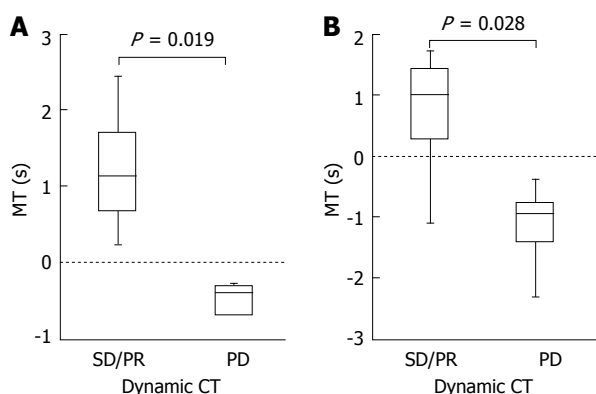 A
P = 0.019
3
2
1
0
-1
MT (s)
SD/PR PD
Dynamic CT
B
P = 0.028
2
1
0
-1
-2
-3
MT (s)
SD/PR PD
Dynamic CT